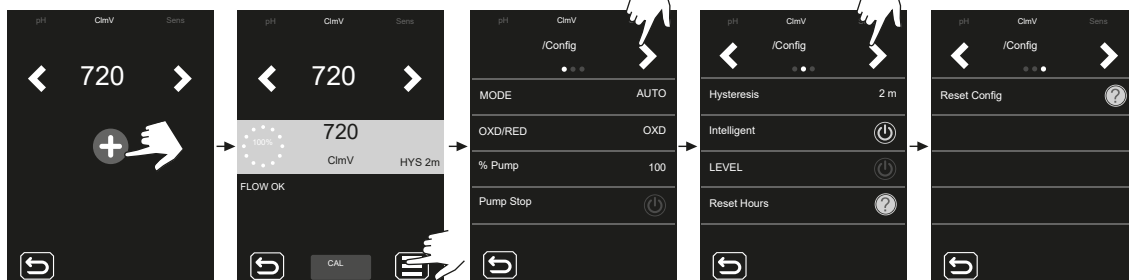 pH ClmV Sens
720
pH ClmV Sens
720
100% 720
ClmV HYS 2m
FLOW OK
CAL
pH ClmV
/Config
MODE AUTO
OXD/RED OXD
% Pump 100
Pump Stop
pH ClmV
/Config
Hysteresis 2 m
Intelligent
LEVEL
Reset Hours ?
pH ClmV Sens
/Config
Reset Config ?